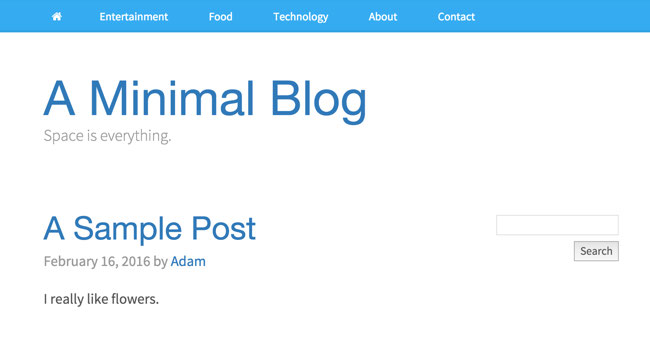 Entertainment Food Technology About Contact
A Minimal Blog
Space is everything.
A Sample Post
February 16, 2016 by Adam
Search
I really like flowers.